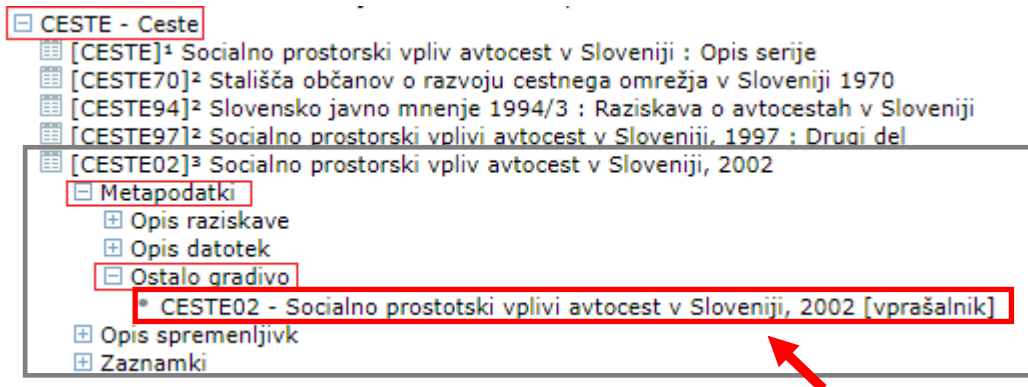 CESTE - Ceste
[CESTE]¹ Socialno prostorski vpliv avtocest v Sloveniji : Opis serije
[CESTE70]² Stališča občanov o razvoju cestnega omrežja v Sloveniji 1970
[CESTE94]² Slovensko javno mnenje 1994/3 : Raziskava o avtocestah v Sloveniji
[CESTE97]² Socialno prostorski vplivi avtocest v Sloveniji, 1997 : Drugi del
[CESTE02]³ Socialno prostorski vpliv avtocest v Sloveniji, 2002
Metapodatki
Opis raziskave
Opis datotek
Ostalo gradivo
CESTE02 - Socialno prostotski vplivi avtocest v Sloveniji, 2002 [vprašalnik]
Opis spremenljivk
Zaznamki